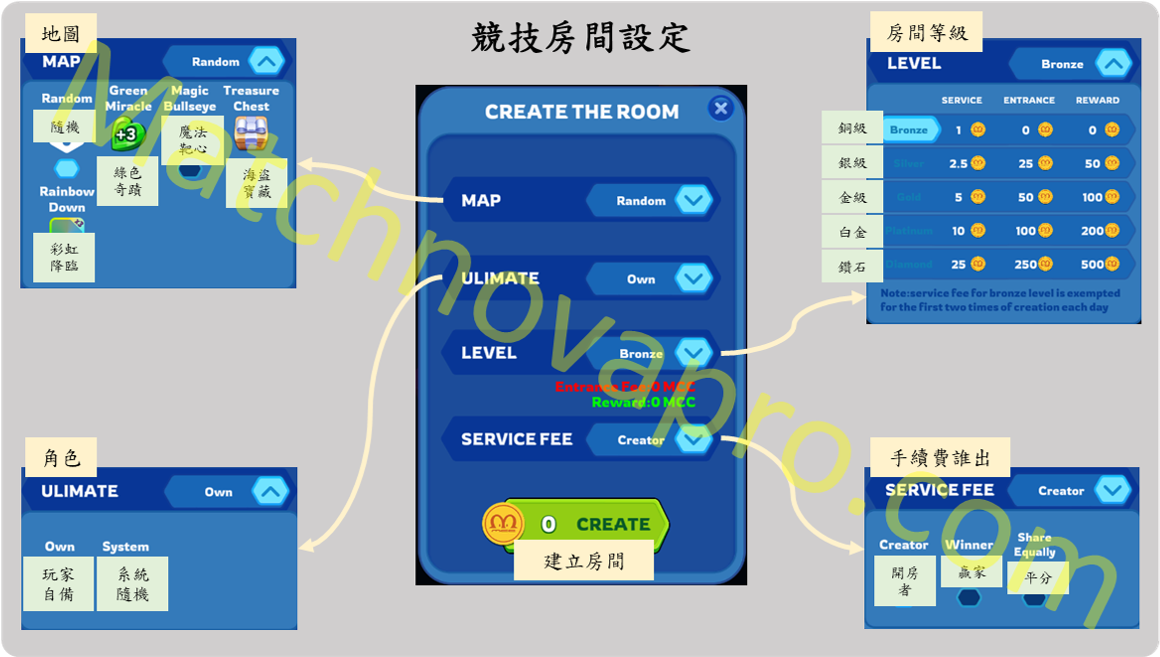 競技房間設定
地圖
MAP
Random
Random
Green
Miracle
Magic
Bullseye
Treasure
Chest
隨機
+3
綠色
奇蹟
魔法
靶心
海盜
寶藏
Rainbow
Down
彩虹
降臨
CREATE THE ROOM
MAP
Random
ULIMATE
Own
LEVEL
Bronze
Entrance Fee:0 MCC
Reward:0 MCC
SERVICE FEE
Creator
0 CREATE
建立房間
房間等級
LEVEL
Bronze
SERVICE ENTRANCE REWARD
銅級 Bronze 1 0 0
銀級 Silver 2.5 25 50
金級 Gold 5 50 100
白金 Platinum 10 100 200
鑽石 Diamond 25 250 500
Note:service fee for bronze level is exempted
for the first two times of creation each day
角色
ULIMATE
Own
Own System
玩家
自備
系統
隨機
手續費誰出
SERVICE FEE
Creator
Creator
Winner
Share
Equally
開房
者
贏家
平分
Matchnovapro.com